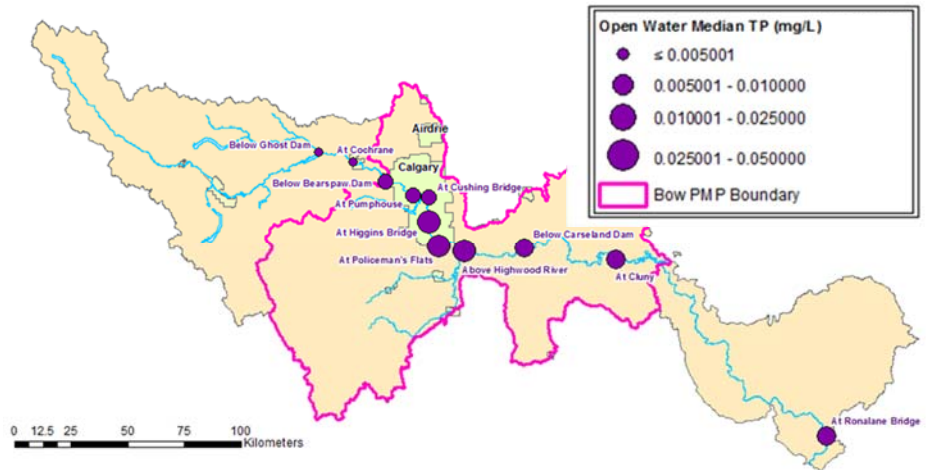 Open Water Median TP (mg/L)
≤ 0.005001
0.005001 - 0.010000
0.010001 - 0.025000
0.025001 - 0.050000
Bow PMP Boundary
Airdrie
Below Ghost Dam
At Cochrane
Calgary
Below Bearspaw Dam
At Cushing Bridge
At Pumphouse
At Higgins Bridge
Below Carseland Dam
At Policeman's Flats
Above Highwood River
At Cluny
At Ronalane Bridge
0 12.5 25 50 75 100
Kilometers